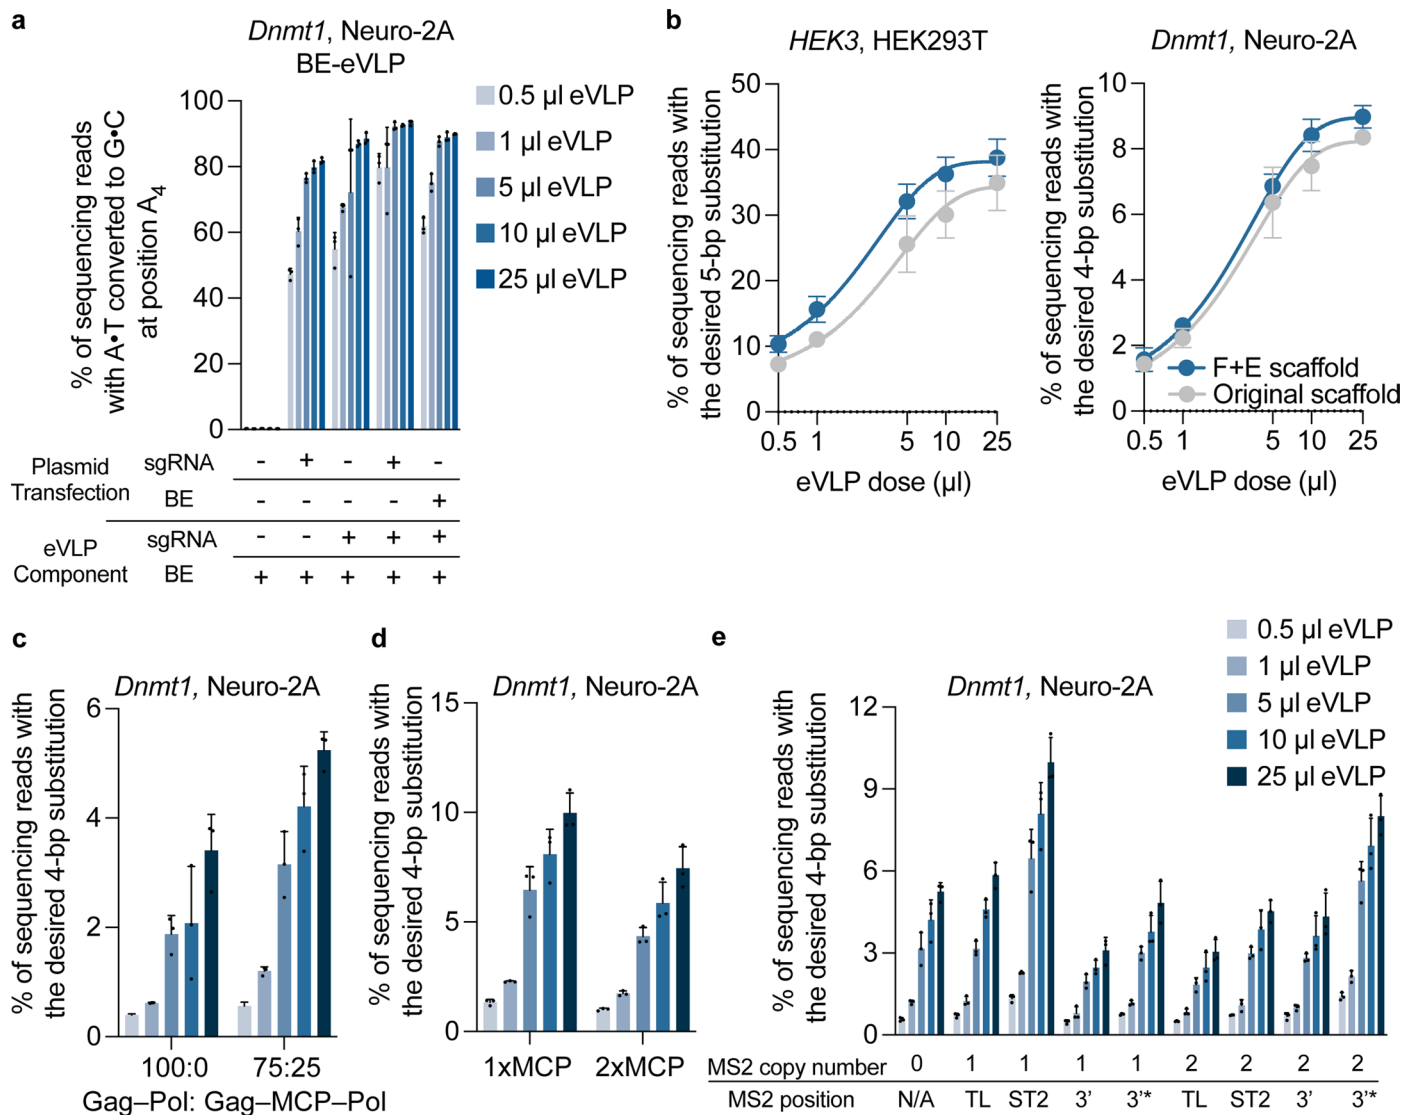 a
Dnmt1, Neuro-2A
BE-eVLP
% of sequencing reads
with A•T converted to G•C
at position A4
100
80
60
40
20
0
0.5 µl eVLP
1 µl eVLP
5 µl eVLP
10 µl eVLP
25 µl eVLP
Plasmid
Transfection
sgRNA - + - + -
BE - - - - +
eVLP
Component
sgRNA - - + + +
BE + + + + +
b
HEK3, HEK293T
% of sequencing reads with
the desired 5-bp substitution
50
40
30
20
10
0
0.5 1 5 10 25
eVLP dose (µl)
Dnmt1, Neuro-2A
% of sequencing reads with
the desired 4-bp substitution
10
8
6
4
2
0
F+E scaffold
Original scaffold
0.5 1 5 10 25
eVLP dose (µl)
c
Dnmt1, Neuro-2A
% of sequencing reads with
the desired 4-bp substitution
6
4
2
0
100:0 75:25
Gag–Pol: Gag–MCP–Pol
d
Dnmt1, Neuro-2A
% of sequencing reads with
the desired 4-bp substitution
15
10
5
0
1xMCP 2xMCP
e
Dnmt1, Neuro-2A
% of sequencing reads with
the desired 4-bp substitution
12
9
6
3
0
0.5 µl eVLP
1 µl eVLP
5 µl eVLP
10 µl eVLP
25 µl eVLP
MS2 copy number 0 1 1 1 1 2 2 2 2
MS2 position N/A TL ST2 3' 3'* TL ST2 3' 3'*